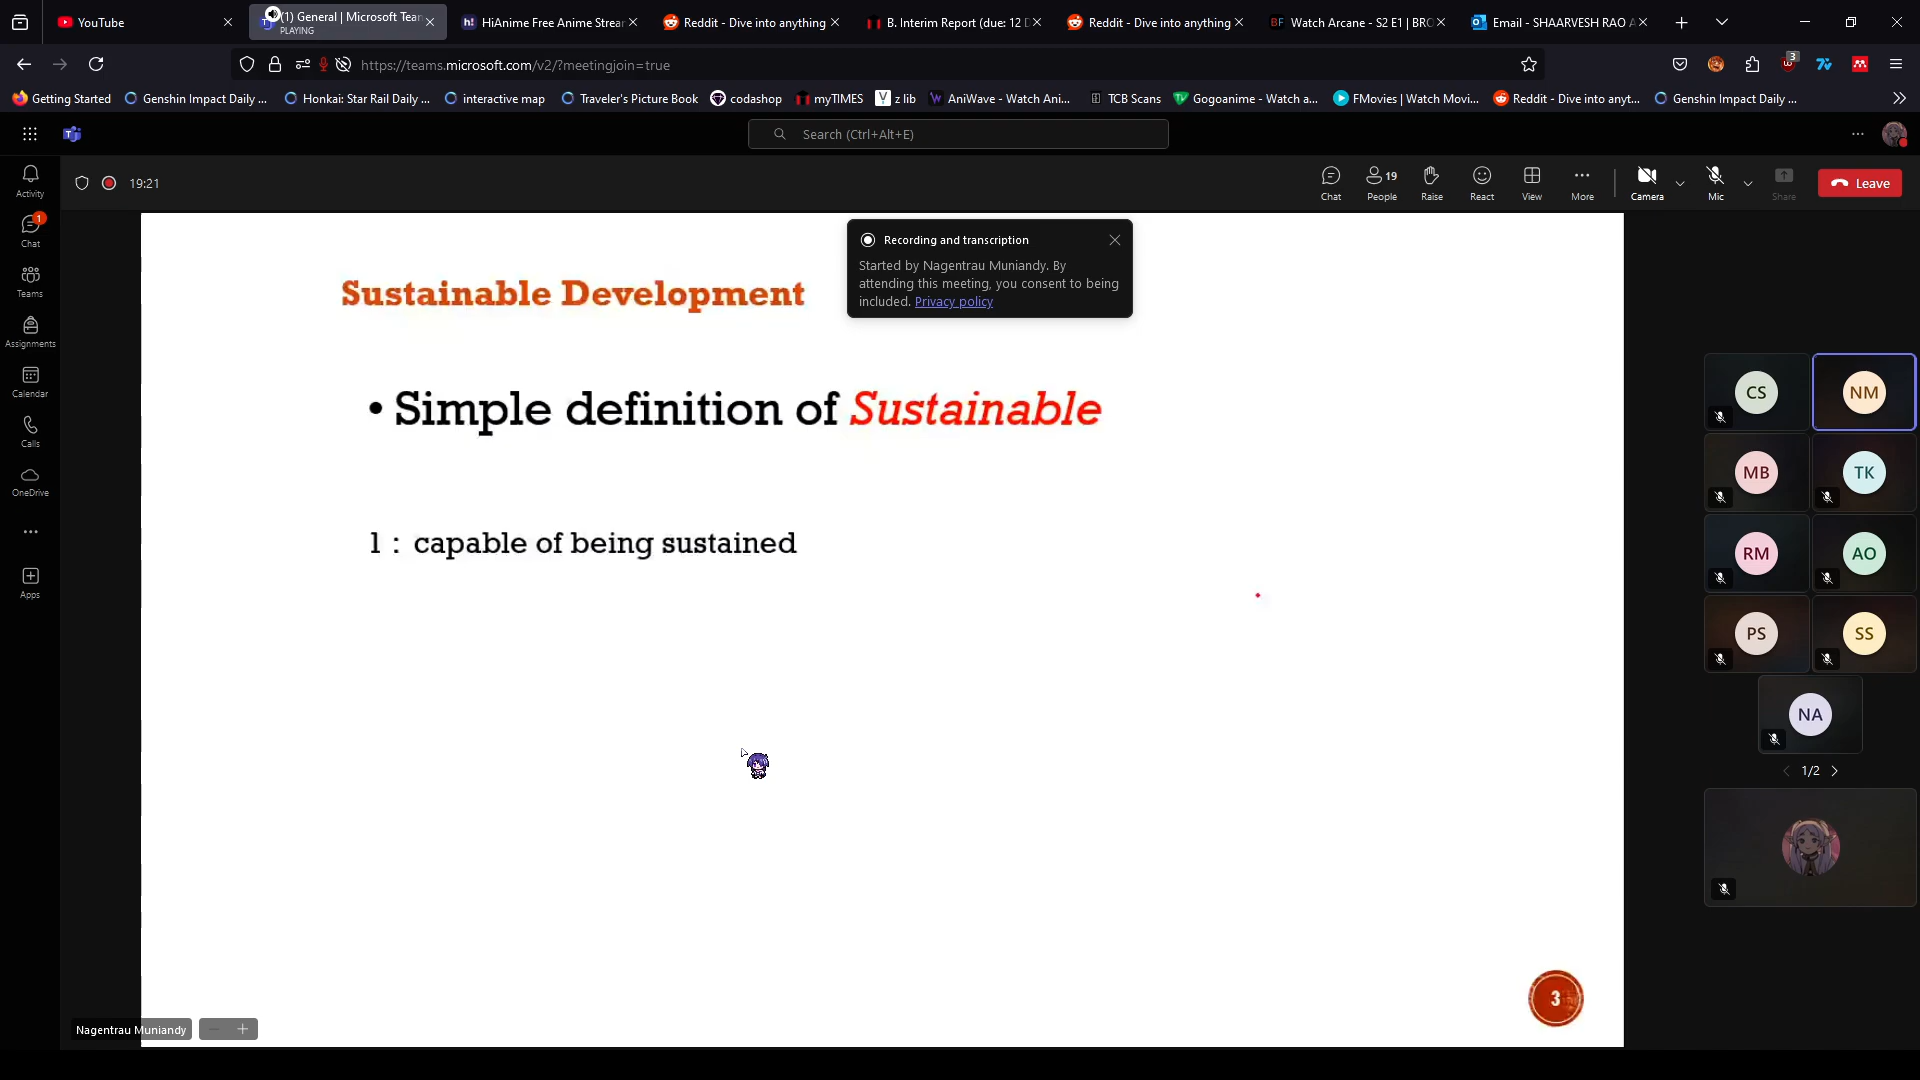 YouTube
(1) General | Microsoft Team
PLAYING
HiAnime Free Anime Strear
Reddit - Dive into anything
B. Interim Report (due: 12 D
Reddit - Dive into anything
Watch Arcane - S2 E1 | BRO
Email - SHAARVESH RAO A
https://teams.microsoft.com/v2/?meetingjoin=true
3
Getting Started
Genshin Impact Daily ...
Honkai: Star Rail Daily ...
interactive map
Traveler's Picture Book
codashop
myTIMES
z lib
AniWave - Watch Ani...
TCB Scans
Gogoanime - Watch a...
FMovies | Watch Movi...
Reddit - Dive into anyt...
Genshin Impact Daily ...
Search (Ctrl+Alt+E)
19:21
Chat
19
People
Raise
React
View
More
Camera
Mic
Share
Leave
Activity
1
Chat
Teams
Assignments
Calendar
Calls
OneDrive
Apps
Recording and transcription
Started by Nagentrau Muniandy. By
attending this meeting, you consent to being
included. Privacy policy
Sustainable Development
• Simple definition of Sustainable
1 : capable of being sustained
3
CS
NM
MB
TK
RM
AO
PS
SS
NA
1/2
Nagentrau Muniandy